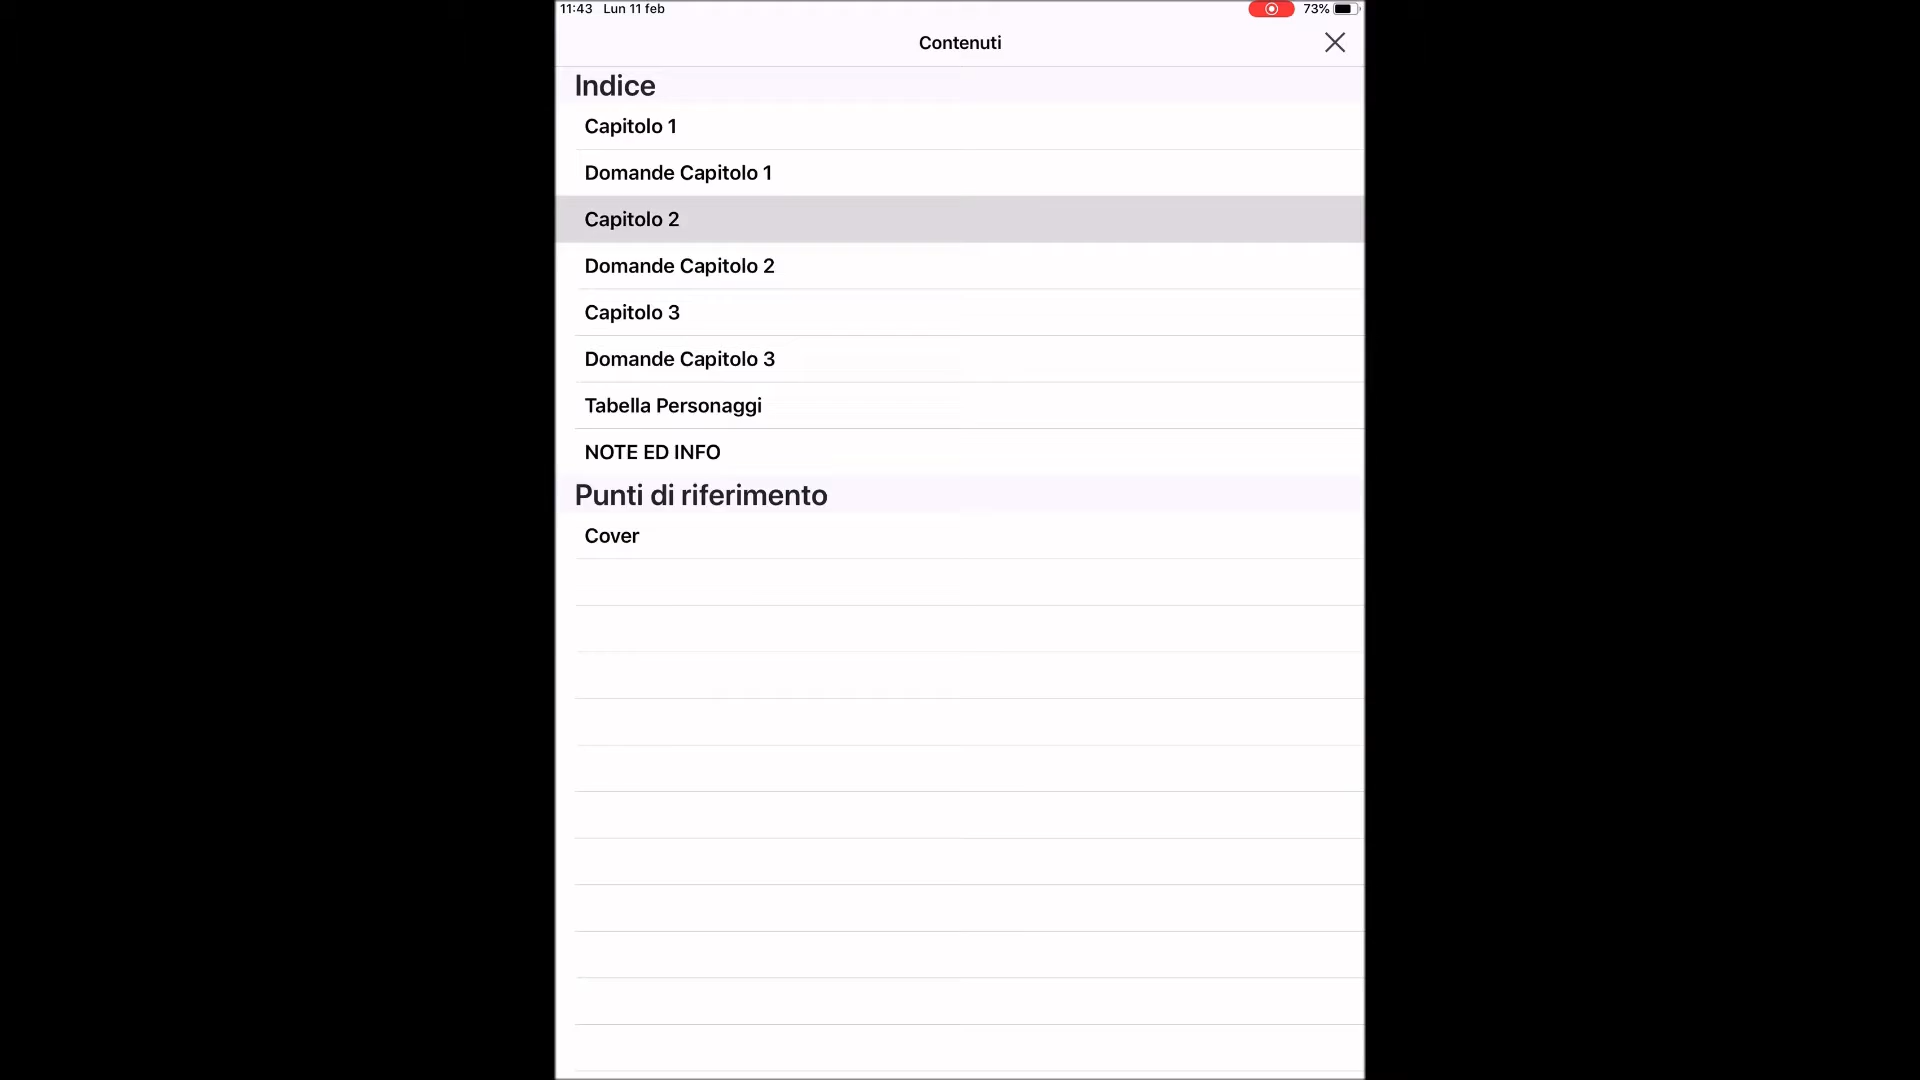 11:43 Lun 11 feb 73%
Contenuti
Indice
Capitolo 1
Domande Capitolo 1
Capitolo 2
Domande Capitolo 2
Capitolo 3
Domande Capitolo 3
Tabella Personaggi
NOTE ED INFO
Punti di riferimento
Cover